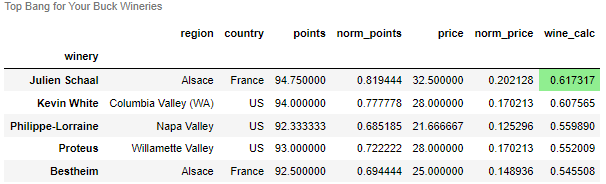 Top Bang for Your Buck Wineries
region country points norm_points price norm_price wine_calc
winery
Julien Schaal Alsace France 94.750000 0.819444 32.500000 0.202128 0.617317
Kevin White Columbia Valley (WA) US 94.000000 0.777778 28.000000 0.170213 0.607565
Philippe-Lorraine Napa Valley US 92.333333 0.685185 21.666667 0.125296 0.559890
Proteus Willamette Valley US 93.000000 0.722222 28.000000 0.170213 0.552009
Bestheim Alsace France 92.500000 0.694444 25.000000 0.148936 0.545508